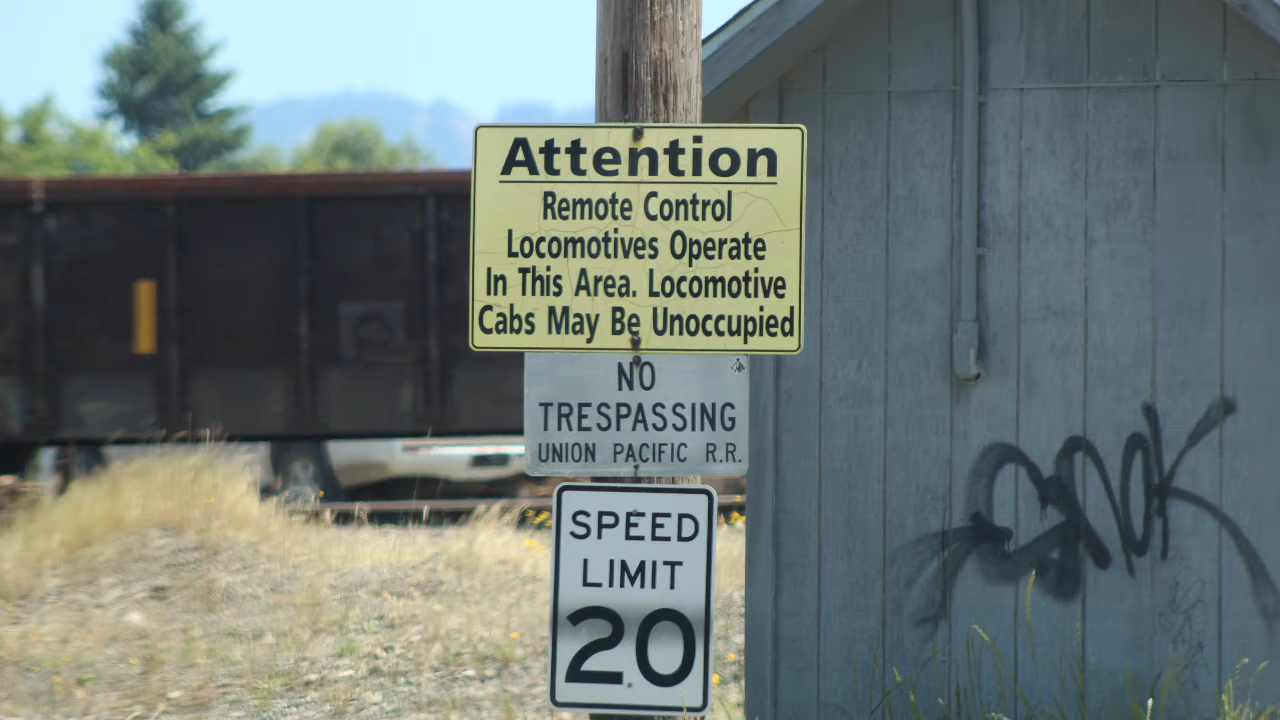 Attention
Remote Control
Locomotives Operate
In This Area. Locomotive
Cabs May Be Unoccupied
NO
TRESPASSING
UNION PACIFIC R.R.
SPEED
LIMIT
20